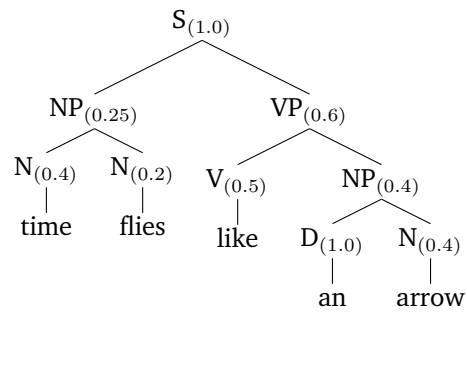 S(1.0)
NP(0.25) VP(0.6)
N(0.4) N(0.2) V(0.5) NP(0.4)
time flies like D(1.0) N(0.4)
an arrow